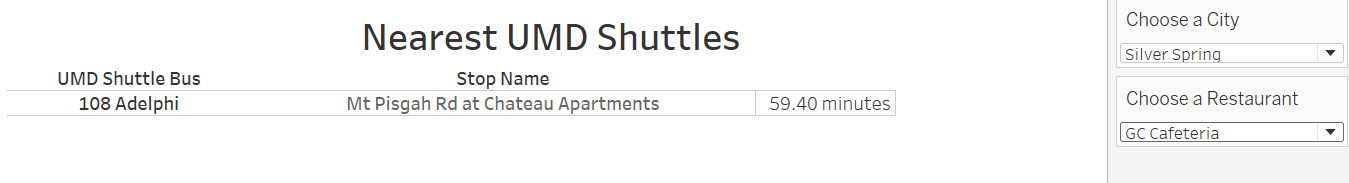 Nearest UMD Shuttles
UMD Shuttle Bus Stop Name
108 Adelphi Mt Pisgah Rd at Chateau Apartments 59.40 minutes
Choose a City
Silver Spring
Choose a Restaurant
GC Cafeteria